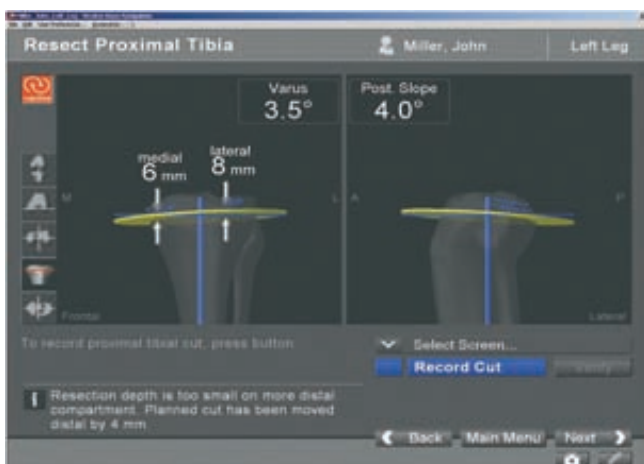 Resect Proximal Tibia
Miller, John
Left Leg
Varus
3.5°
Post. Slope
4.0°
medial
6 mm
lateral
8 mm
M
L
A
P
Frontal
Lateral
To record proximal tibial cut, press button
Select Screen...
Record Cut
Resection depth is too small on more distal
compartment. Planned cut has been moved
distal by 4 mm
Back
Main Menu
Next